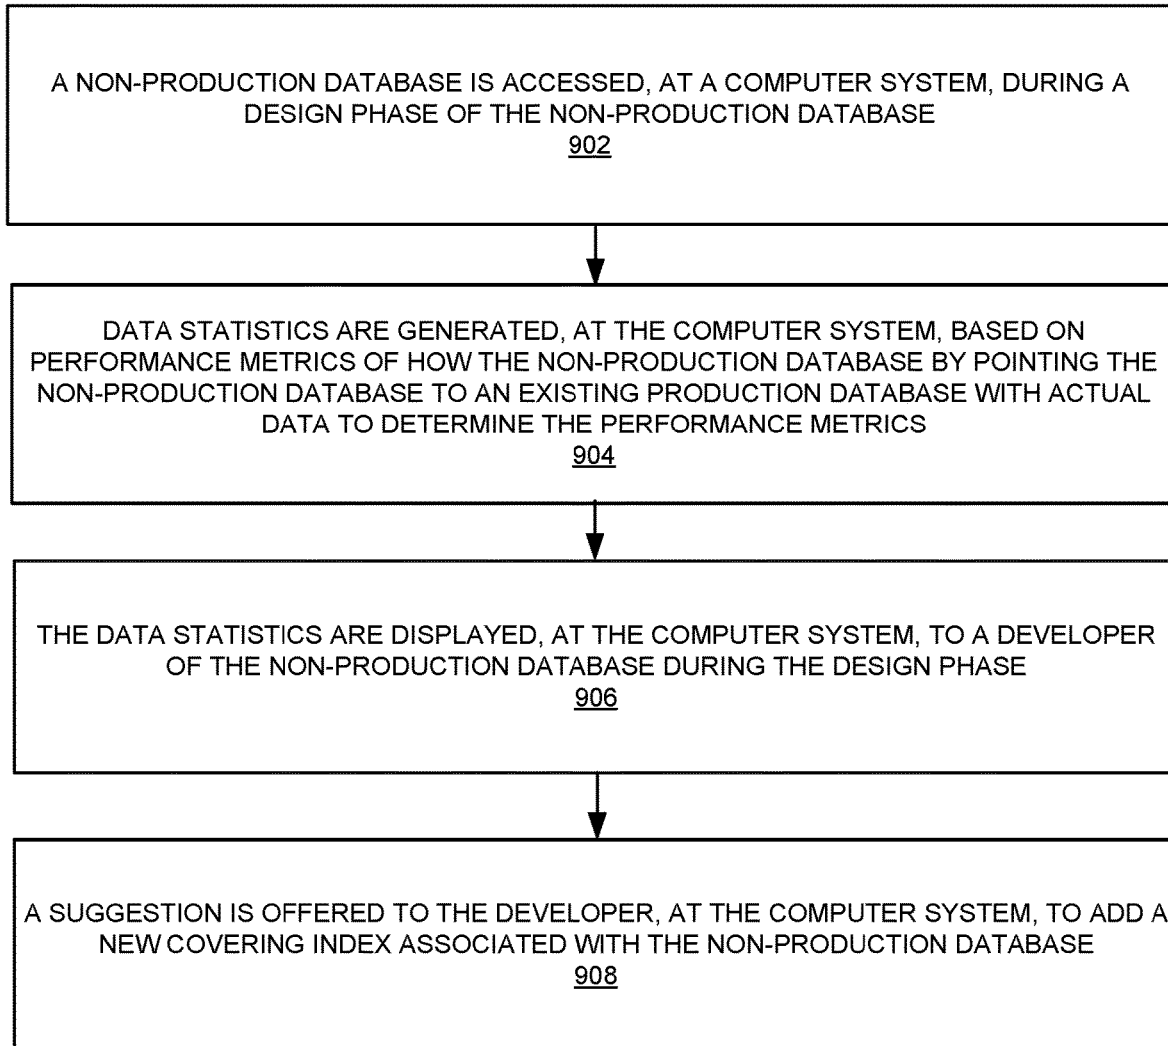 A NON-PRODUCTION DATABASE IS ACCESSED, AT A COMPUTER SYSTEM, DURING A
DESIGN PHASE OF THE NON-PRODUCTION DATABASE
902
DATA STATISTICS ARE GENERATED, AT THE COMPUTER SYSTEM, BASED ON
PERFORMANCE METRICS OF HOW THE NON-PRODUCTION DATABASE BY POINTING THE
NON-PRODUCTION DATABASE TO AN EXISTING PRODUCTION DATABASE WITH ACTUAL
DATA TO DETERMINE THE PERFORMANCE METRICS
904
THE DATA STATISTICS ARE DISPLAYED, AT THE COMPUTER SYSTEM, TO A DEVELOPER
OF THE NON-PRODUCTION DATABASE DURING THE DESIGN PHASE
906
A SUGGESTION IS OFFERED TO THE DEVELOPER, AT THE COMPUTER SYSTEM, TO ADD A
NEW COVERING INDEX ASSOCIATED WITH THE NON-PRODUCTION DATABASE
908